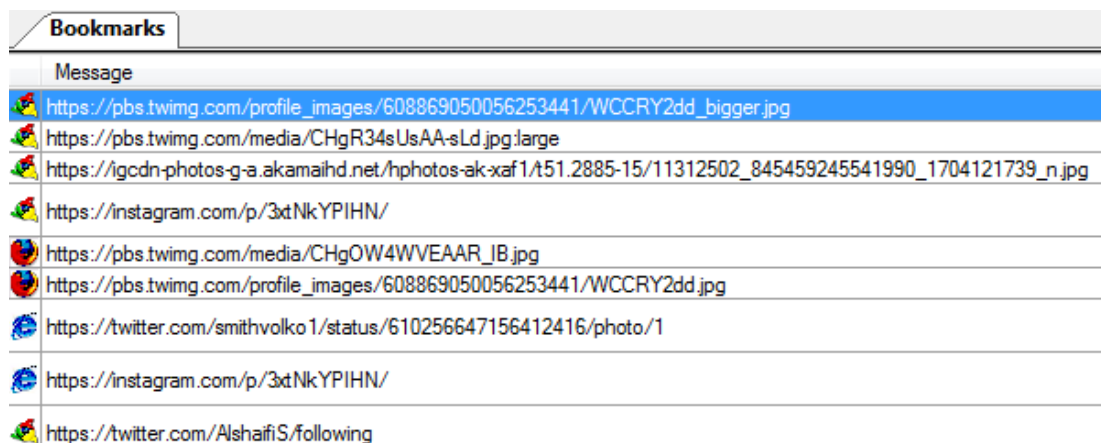 Bookmarks
Message
https://pbs.twimg.com/profile_images/608869050056253441/WCCRY2dd_bigger.jpg
https://pbs.twimg.com/media/CHgR34sUsAA-sLd.jpg:large
https://igcdn-photos-g-a.akamaihd.net/hphotos-ak-xaf1/t51.2885-15/11312502_845459245541990_1704121739_n.jpg
https://instagram.com/p/3xtNkYPIHN/
https://pbs.twimg.com/media/CHgOW4WVEAAR_IB.jpg
https://pbs.twimg.com/profile_images/608869050056253441/WCCRY2dd.jpg
https://twitter.com/smithvolko1/status/610256647156412416/photo/1
https://instagram.com/p/3xtNkYPIHN/
https://twitter.com/AlshaifiS/following